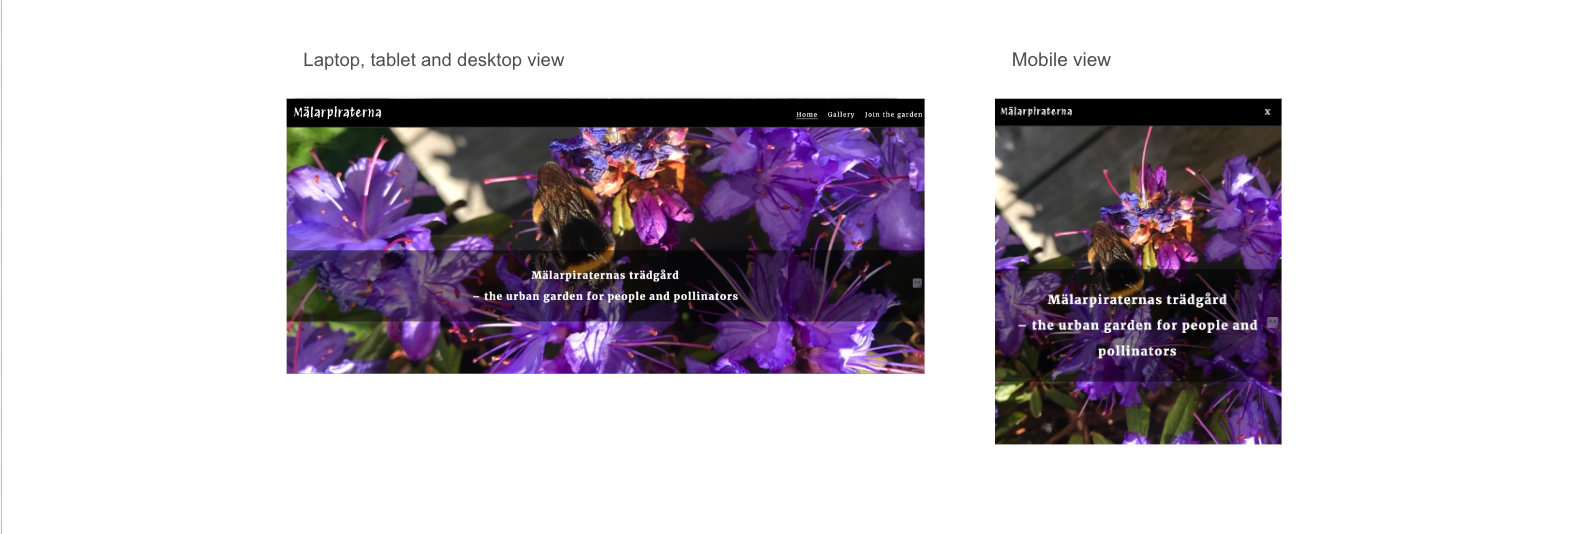 Laptop, tablet and desktop view
Mobile view
Mälarpiraterna
Home Gallery Join the garden
Mälarpiraternas trädgård
– the urban garden for people and pollinators
Mälarpiraterna
x
Mälarpiraternas trädgård
– the urban garden for people and
pollinators